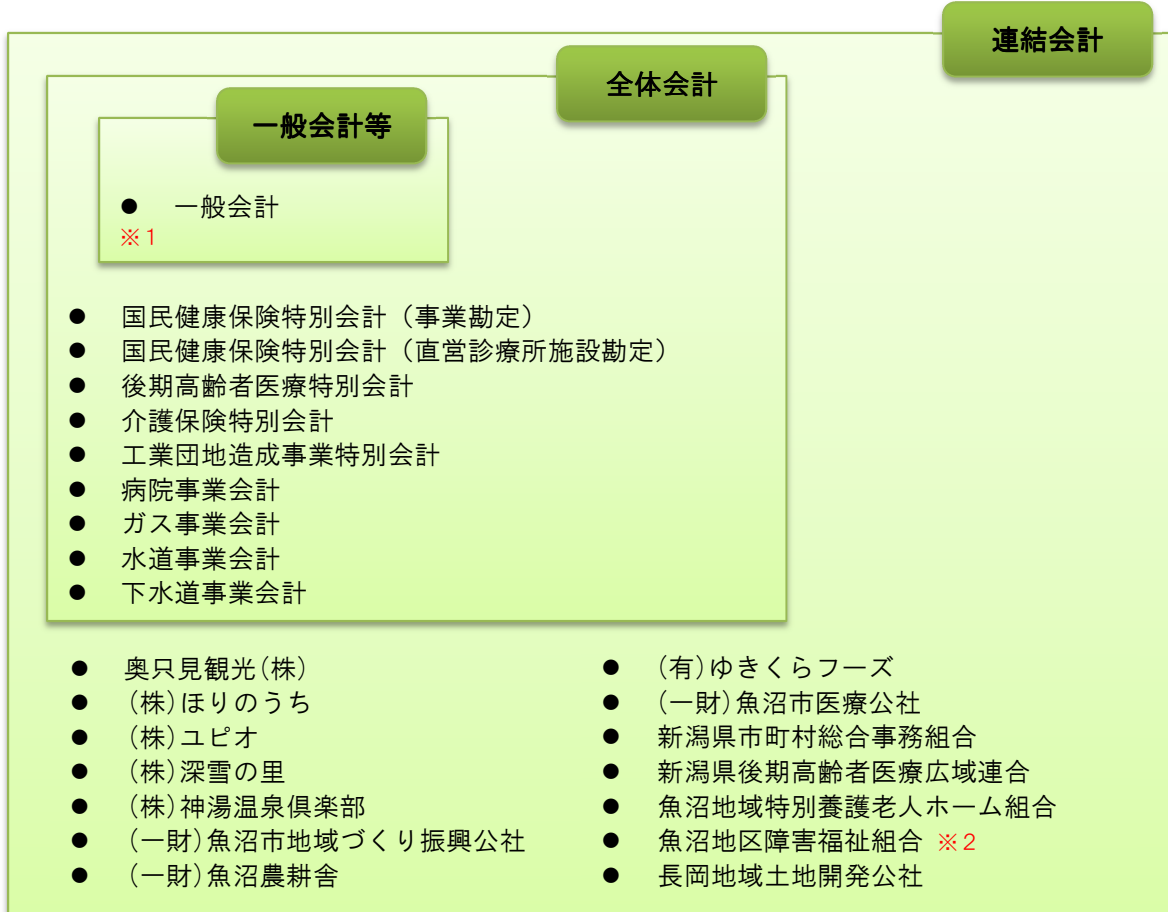 連結会計
全体会計
一般会計等
● 一般会計
※1
● 国民健康保険特別会計（事業勘定）
● 国民健康保険特別会計（直営診療所施設勘定）
● 後期高齢者医療特別会計
● 介護保険特別会計
● 工業団地造成事業特別会計
● 病院事業会計
● ガス事業会計
● 水道事業会計
● 下水道事業会計
● 奥只見観光(株)
● (株)ほりのうち
● (株)ユピオ
● (株)深雪の里
● (株)神湯温泉倶楽部
● (一財)魚沼市地域づくり振興公社
● (一財)魚沼農耕舎
● (有)ゆきくらフーズ
● (一財)魚沼市医療公社
● 新潟県市町村総合事務組合
● 新潟県後期高齢者医療広域連合
● 魚沼地域特別養護老人ホーム組合
● 魚沼地区障害福祉組合 ※2
● 長岡地域土地開発公社